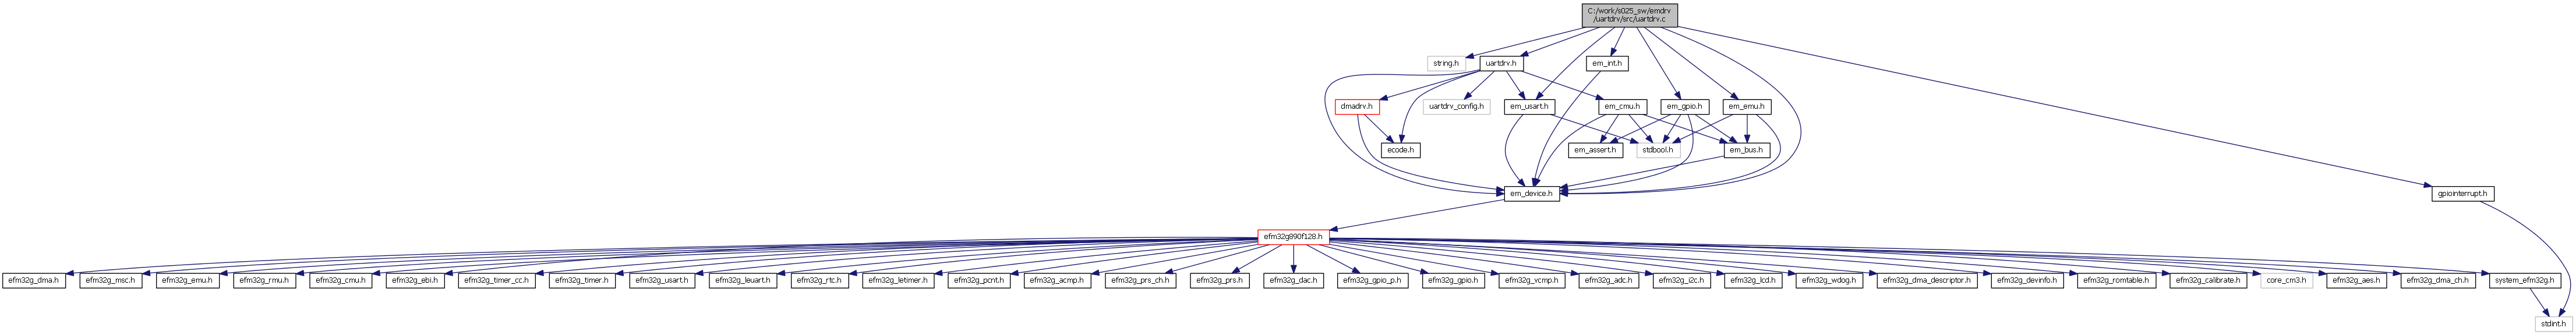 C:/work/s025_sw/emdrv
/uartdrv/src/uartdrv.c
string.h
uartdrv.h
em_int.h
dmadrv.h
uartdrv_config.h
em_usart.h
em_cmu.h
em_gpio.h
em_emu.h
ecode.h
em_assert.h
stdbool.h
em_bus.h
em_device.h
gpiointerrupt.h
efm32g890f128.h
efm32g_dma.h
efm32g_msc.h
efm32g_emu.h
efm32g_rmu.h
efm32g_cmu.h
efm32g_ebi.h
efm32g_timer_cc.h
efm32g_timer.h
efm32g_usart.h
efm32g_leuart.h
efm32g_rtc.h
efm32g_letimer.h
efm32g_pcnt.h
efm32g_acmp.h
efm32g_prs_ch.h
efm32g_prs.h
efm32g_dac.h
efm32g_gpio_p.h
efm32g_gpio.h
efm32g_vcmp.h
efm32g_adc.h
efm32g_i2c.h
efm32g_lcd.h
efm32g_wdog.h
efm32g_dma_descriptor.h
efm32g_devinfo.h
efm32g_romtable.h
efm32g_calibrate.h
core_cm3.h
efm32g_aes.h
efm32g_dma_ch.h
system_efm32g.h
stdint.h